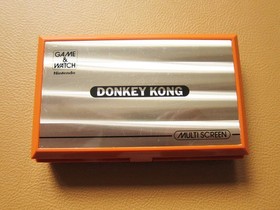 GAME
&
WATCH
Nintendo
DONKEY KONG
MULTI SCREEN